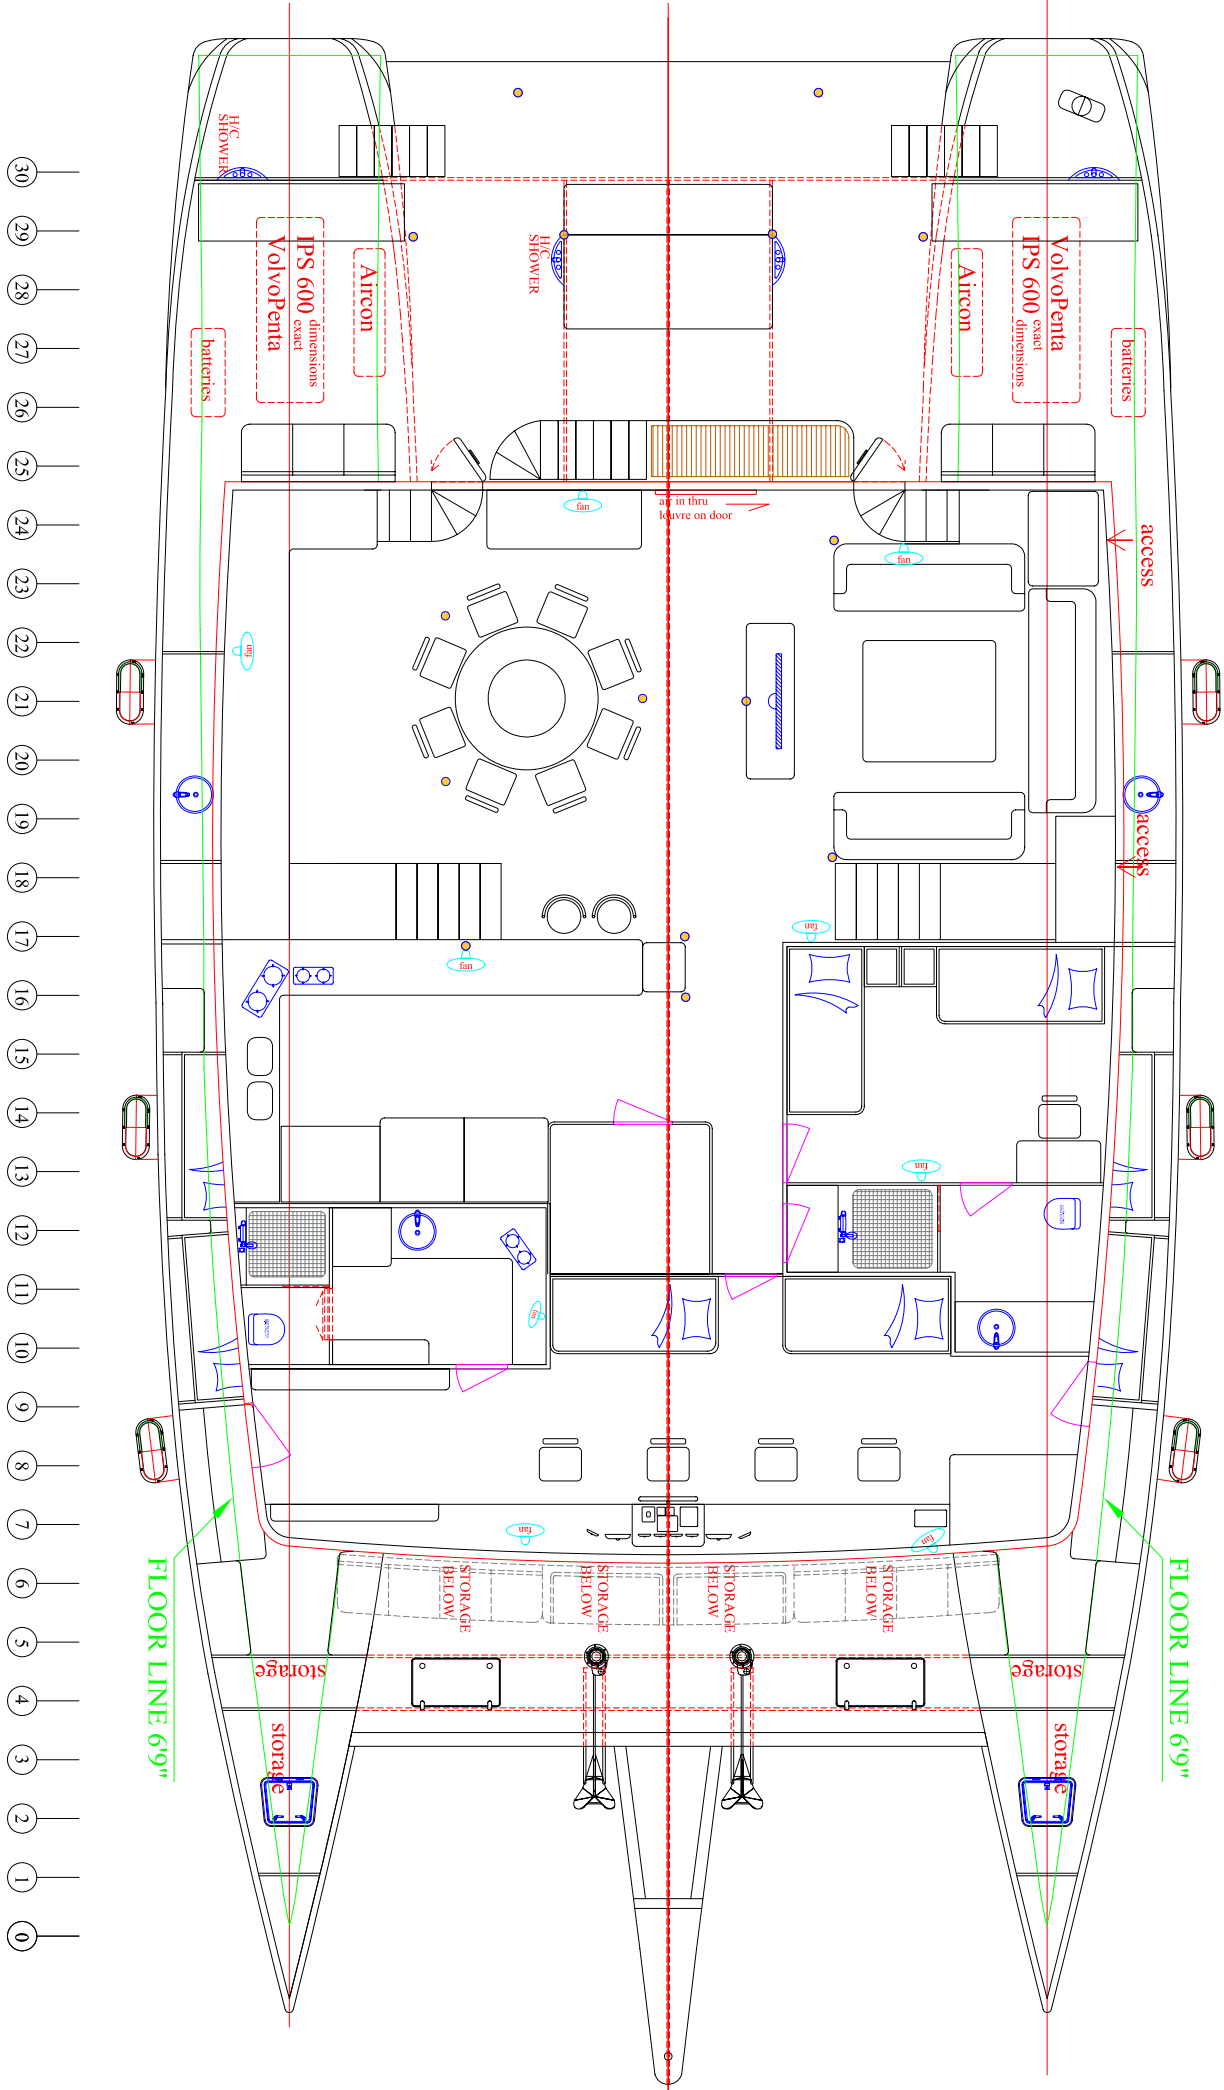 30
29
28
27
26
25
24
23
22
21
20
19
18
17
16
15
14
13
12
11
10
9
8
7
6
5
4
3
2
1
0
H/C
SHOWER
H/C
SHOWER
IPS 600
exact
dimensions
VolvoPenta
Aircon
batteries
VolvoPenta
IPS 600
exact
dimensions
Aircon
batteries
air in thru
louvre on door
fan
fan
access
fan
access
fan
fan
fan
fan
fan
fan
STORAGE
BELOW
STORAGE
BELOW
STORAGE
BELOW
STORAGE
BELOW
FLOOR LINE 6'9"
FLOOR LINE 6'9"
storage
storage
storage
storage